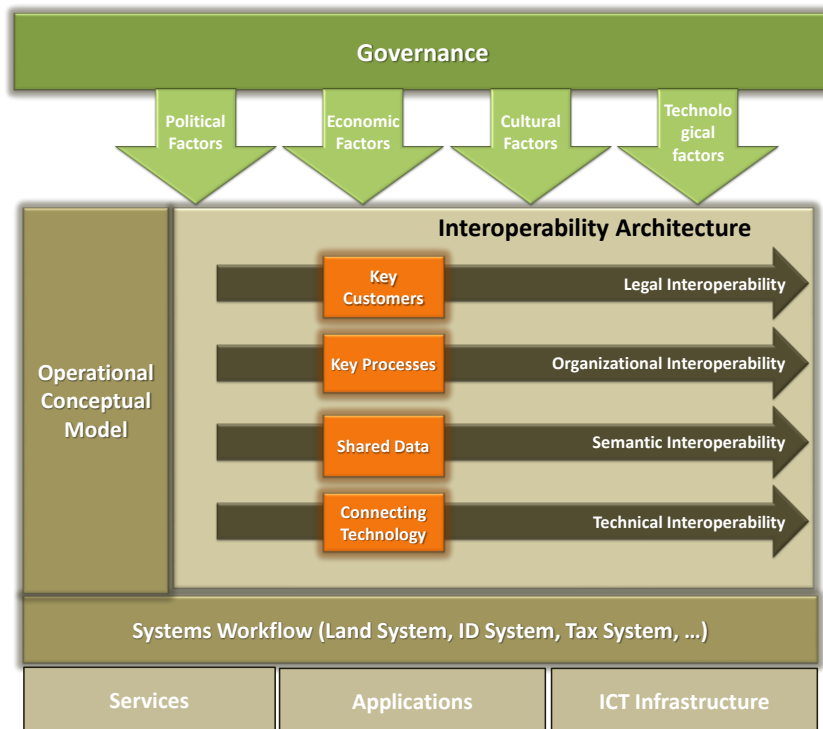 Governance
Political
Factors
Economic
Factors
Cultural
Factors
Technolo
gical
factors
Interoperability Architecture
Operational
Conceptual
Model
Key
Customers
Legal Interoperability
Key Processes
Organizational Interoperability
Shared Data
Semantic Interoperability
Connecting
Technology
Technical Interoperability
Systems Workflow (Land System, ID System, Tax System, …)
Services
Applications
ICT Infrastructure